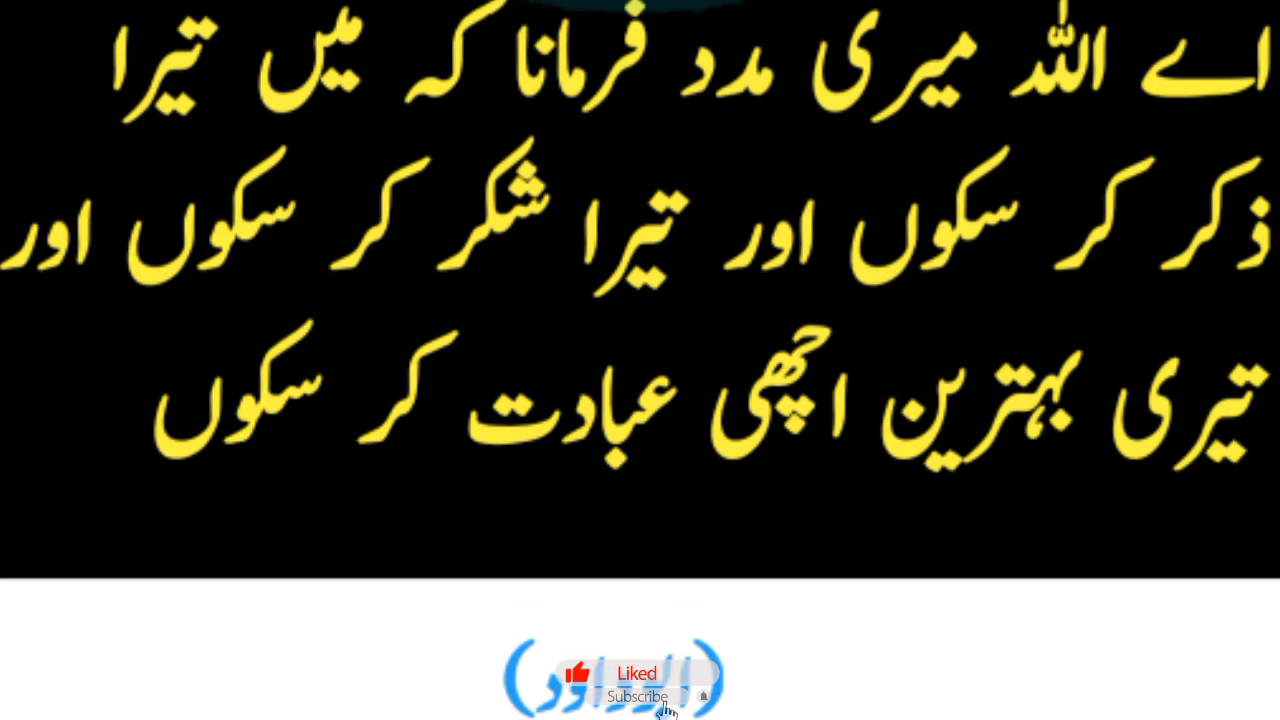 اے اللہ میری مدد فرمانا کہ میں تیرا
ذکر کر سکوں اور تیرا شکر کر سکوں اور
تیری بہترین اچھی عبادت کر سکوں
Liked
Subscribe